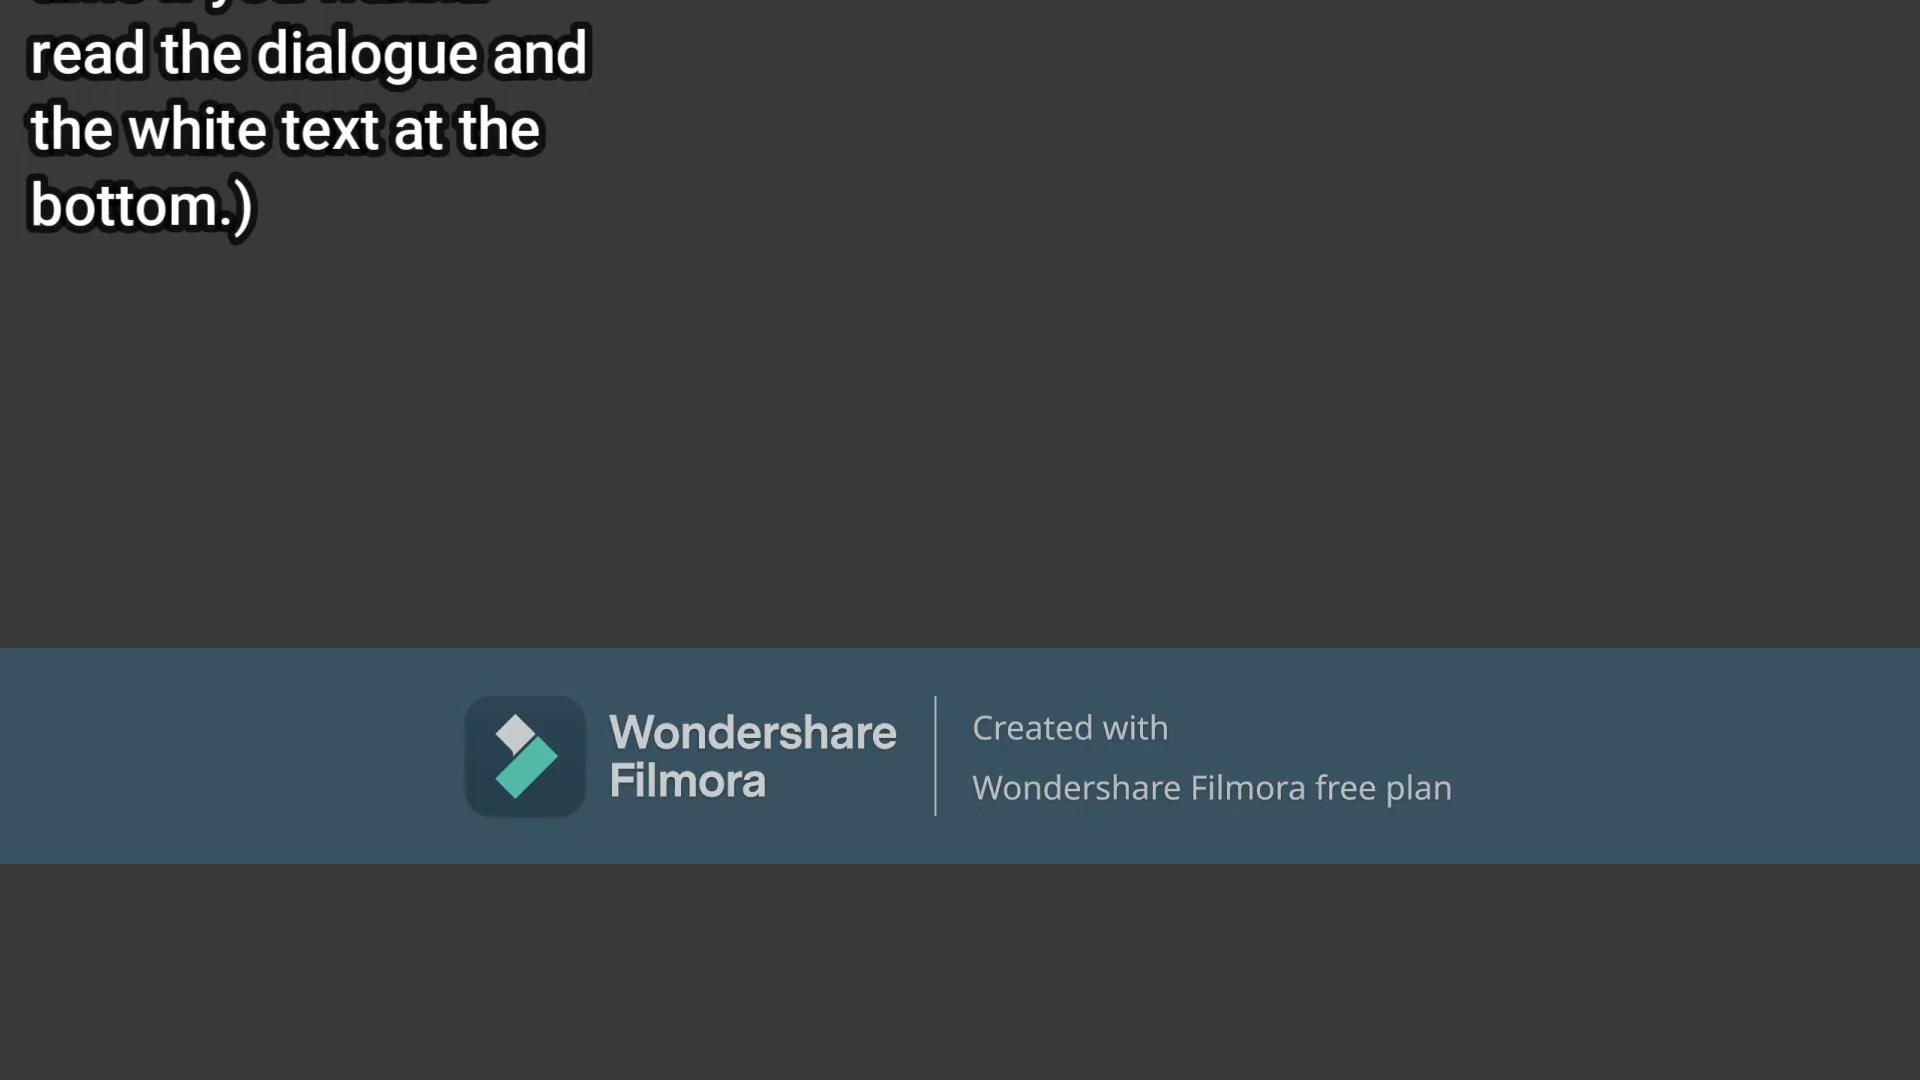 read the dialogue and
the white text at the
bottom.)
Wondershare
Filmora
Created with
Wondershare Filmora free plan